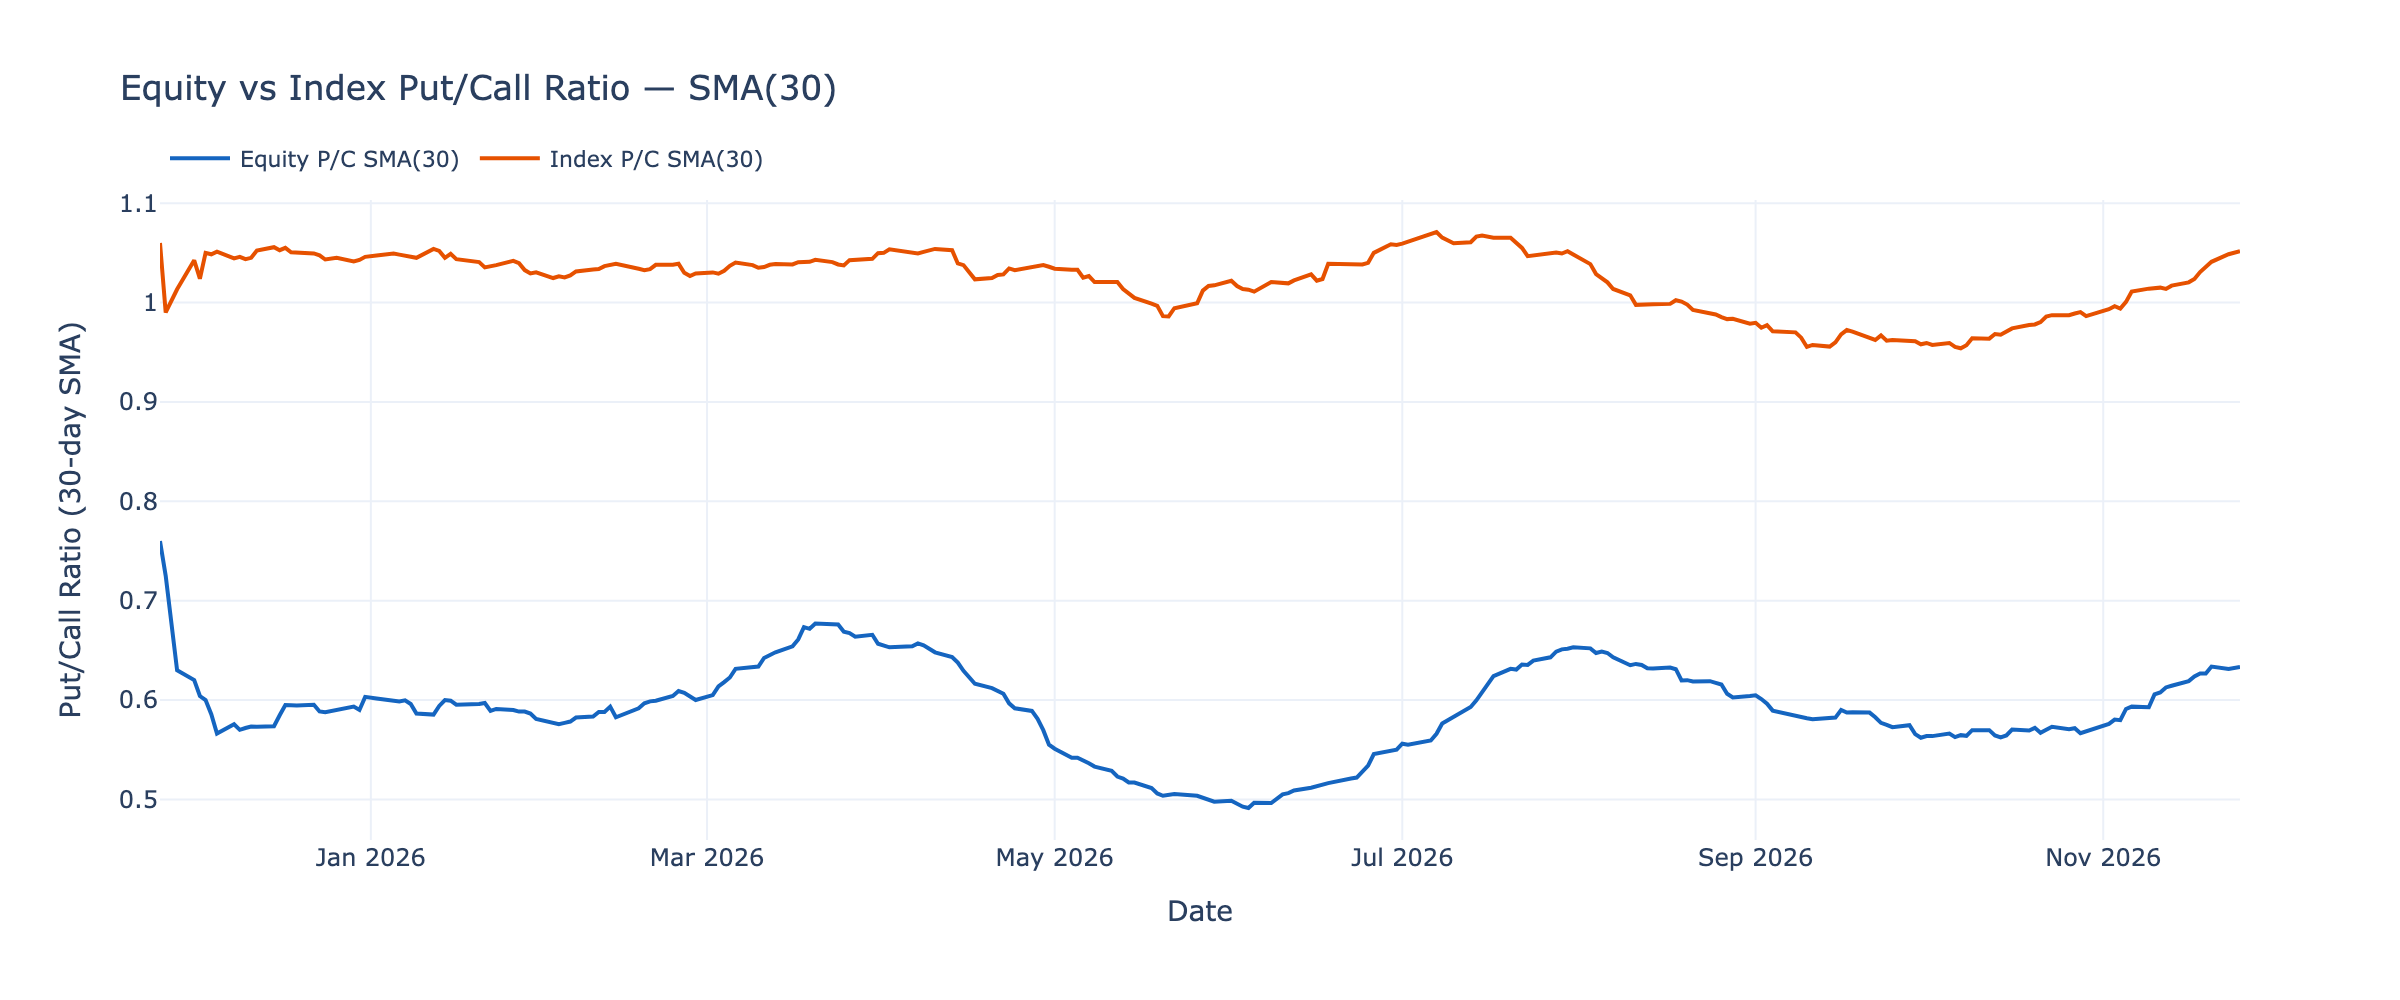 Equity vs Index Put/Call Ratio — SMA(30)
Equity P/C SMA(30)
Index P/C SMA(30)
Put/Call Ratio (30-day SMA)
1.1
1
0.9
0.8
0.7
0.6
0.5
Jan 2026
Mar 2026
May 2026
Jul 2026
Sep 2026
Nov 2026
Date